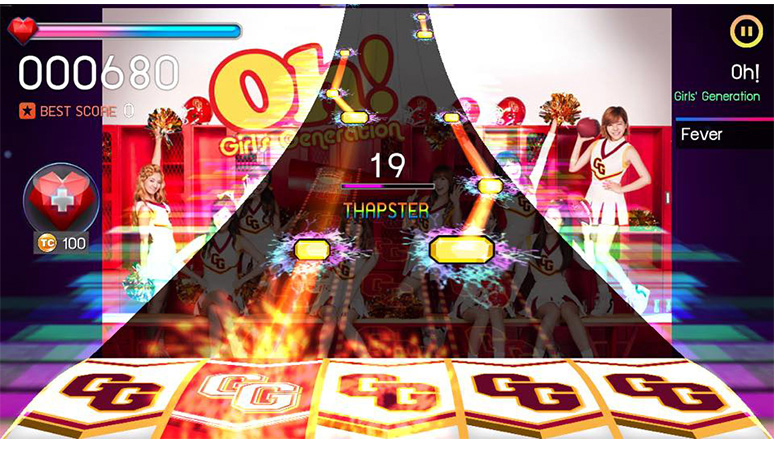 000680
BEST SCORE 0
Oh!
Girls' Generation
Oh!
Girls' Generation
Fever
19
THAPSTER
TC 100
GG
GG
GG
GG
GG
GG